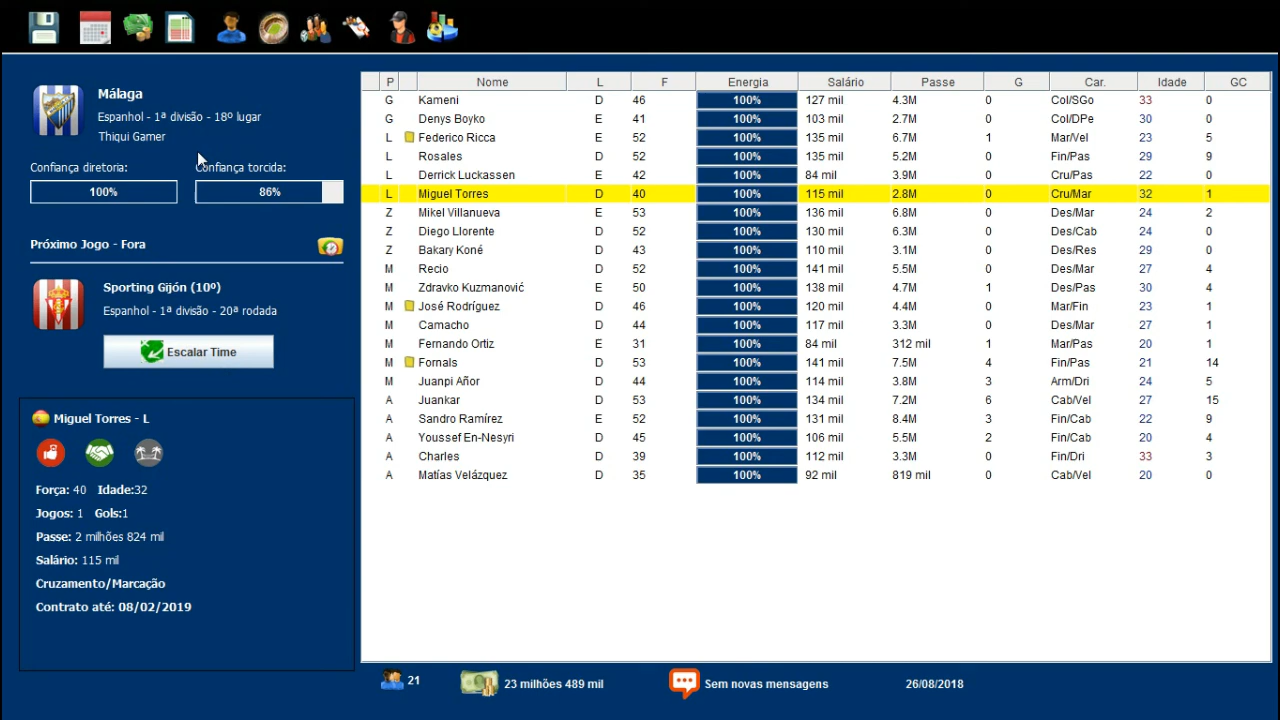 Málaga
Espanhol - 1ª divisão - 18º lugar
Thiqui Gamer
Confiança diretoria: Confiança torcida:
100% 86%
Próximo Jogo - Fora
Sporting Gijón (10º)
Espanhol - 1ª divisão - 20ª rodada
Escalar Time
Miguel Torres - L
Força: 40 Idade:32
Jogos: 1 Gols:1
Passe: 2 milhões 824 mil
Salário: 115 mil
Cruzamento/Marcação
Contrato até: 08/02/2019
P Nome L F Energia Salário Passe G Car. Idade GC
G Kameni D 46 100% 127 mil 4.3M 0 Col/SGo 33 0
G Denys Boyko E 41 100% 103 mil 2.7M 0 Col/DPe 30 0
L Federico Ricca E 52 100% 135 mil 6.7M 1 Mar/Vel 23 5
L Rosales D 52 100% 135 mil 5.2M 0 Fin/Pas 29 9
L Derrick Luckassen E 42 100% 84 mil 3.9M 0 Cru/Pas 22 0
L Miguel Torres D 40 100% 115 mil 2.8M 0 Cru/Mar 32 1
Z Mikel Villanueva E 53 100% 136 mil 6.8M 0 Des/Mar 24 2
Z Diego Llorente D 52 100% 130 mil 6.3M 0 Des/Cab 24 0
Z Bakary Koné D 43 100% 110 mil 3.1M 0 Des/Res 29 0
M Recio D 52 100% 141 mil 5.5M 0 Des/Mar 27 4
M Zdravko Kuzmanović E 50 100% 138 mil 4.7M 1 Des/Pas 30 4
M José Rodríguez D 46 100% 120 mil 4.4M 0 Mar/Fin 23 1
M Camacho D 44 100% 117 mil 3.3M 0 Des/Mar 27 1
M Fernando Ortiz E 31 100% 84 mil 312 mil 0 Mar/Pas 20 1
M Fornals D 53 100% 141 mil 7.5M 4 Fin/Pas 21 14
M Juanpi Añor D 44 100% 114 mil 3.8M 3 Arm/Dri 24 5
A Juankar D 53 100% 134 mil 7.2M 6 Cab/Vel 27 15
A Sandro Ramírez E 52 100% 131 mil 8.4M 3 Fin/Cab 22 9
A Youssef En-Nesyri D 45 100% 106 mil 5.5M 2 Fin/Cab 20 4
A Charles D 39 100% 112 mil 3.3M 0 Fin/Dri 33 3
A Matías Velázquez D 35 100% 92 mil 819 mil 0 Cab/Vel 20 0
21 23 milhões 489 mil Sem novas mensagens 26/08/2018